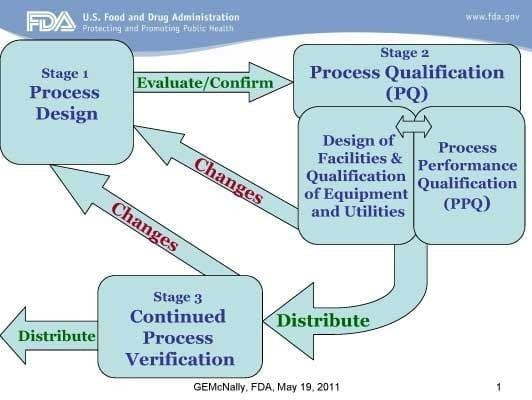 FDA U.S. Food and Drug Administration
Protecting and Promoting Public Health
www.fda.gov
Stage 1
Process
Design
Evaluate/Confirm
Stage 2
Process Qualification
(PQ)
Design of
Facilities &
Qualification
of Equipment
and Utilities
Process
Performance
Qualification
(PPQ)
Changes
Changes
Stage 3
Continued
Process
Verification
Distribute
Distribute
GEMcNally, FDA, May 19, 2011
1